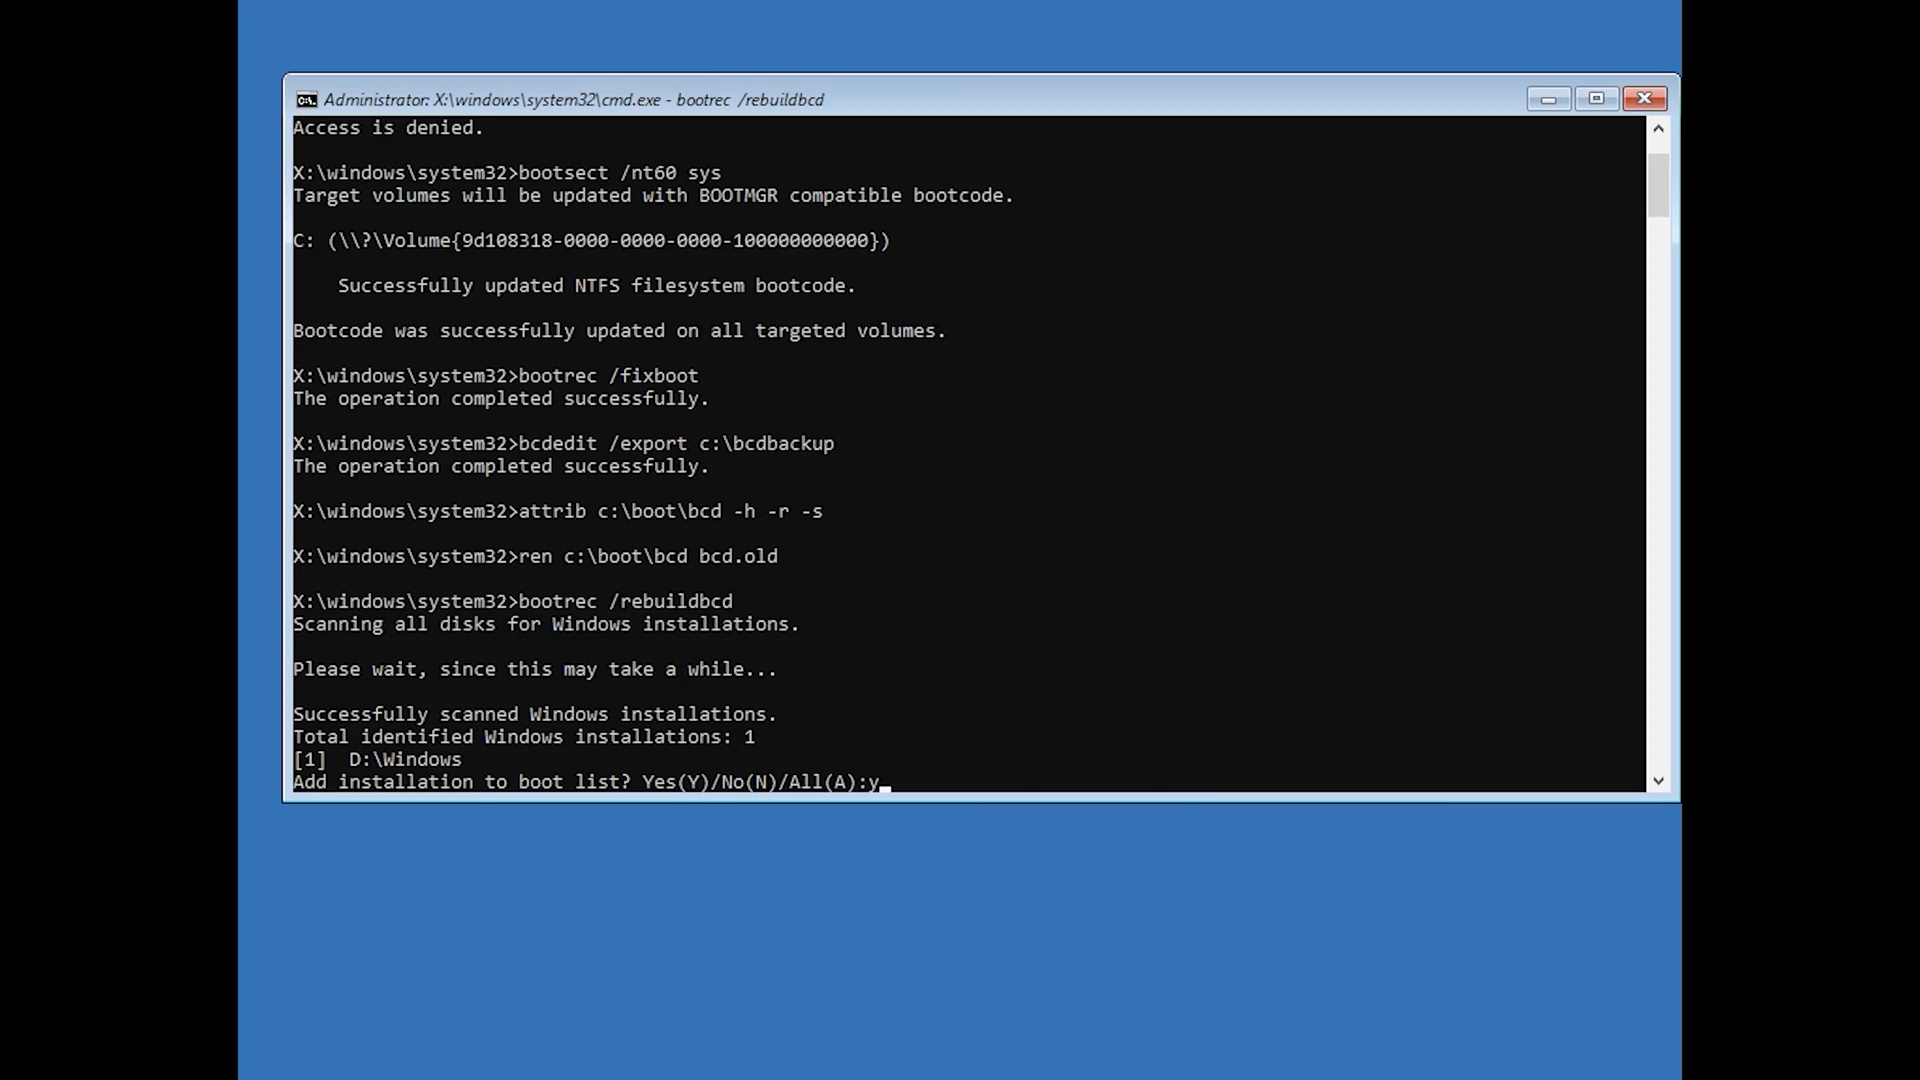 Administrator: X:\windows\system32\cmd.exe - bootrec /rebuildbcd
Access is denied.
X:\windows\system32>bootsect /nt60 sys
Target volumes will be updated with BOOTMGR compatible bootcode.
C: (\\?\Volume{9d108318-0000-0000-0000-100000000000})
Successfully updated NTFS filesystem bootcode.
Bootcode was successfully updated on all targeted volumes.
X:\windows\system32>bootrec /fixboot
The operation completed successfully.
X:\windows\system32>bcdedit /export c:\bcdbackup
The operation completed successfully.
X:\windows\system32>attrib c:\boot\bcd -h -r -s
X:\windows\system32>ren c:\boot\bcd bcd.old
X:\windows\system32>bootrec /rebuildbcd
Scanning all disks for Windows installations.
Please wait, since this may take a while...
Successfully scanned Windows installations.
Total identified Windows installations: 1
[1]  D:\Windows
Add installation to boot list? Yes(Y)/No(N)/All(A):y